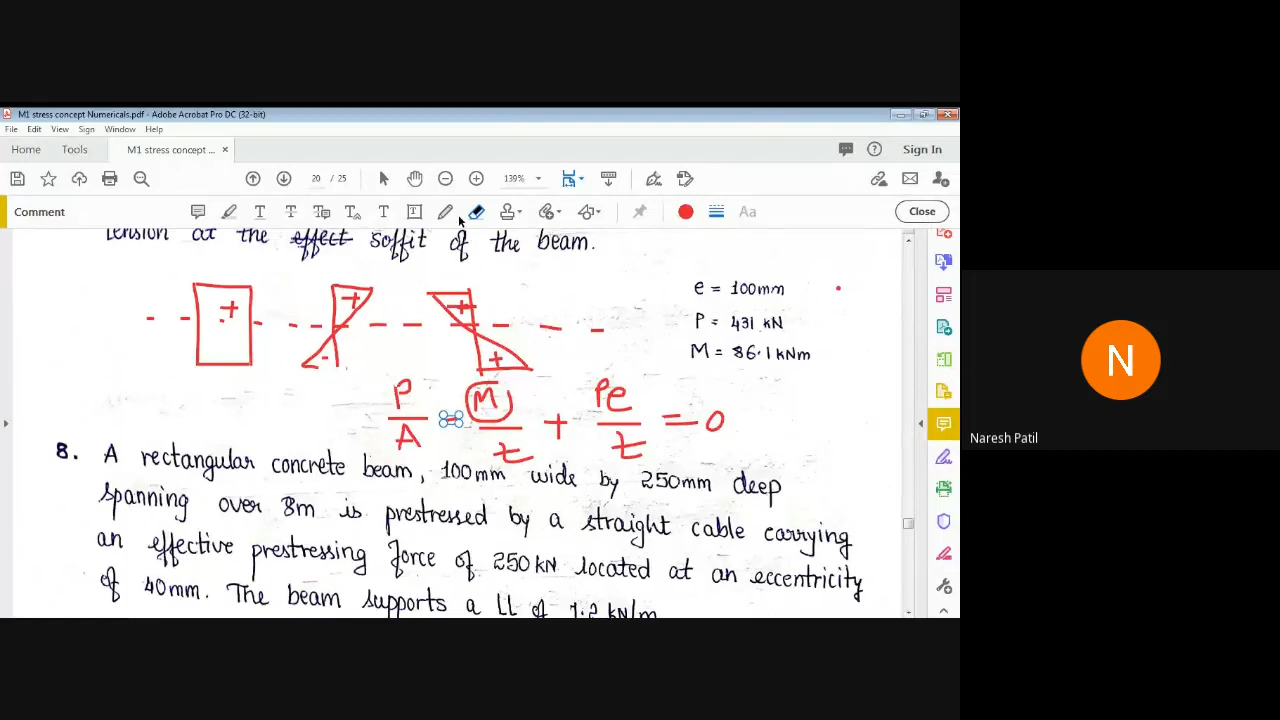 M1 stress concept Numericals.pdf - Adobe Acrobat Pro DC (32-bit)
File Edit View Sign Window Help
Home Tools M1 stress concept ... × Sign In
20 / 25 139%
Comment Aa Close
tension at the effect soffit of the beam.
e = 100mm
P = 431 kN
M = 86.1 kNm
+ + - + +
P/A - M/Z + Pe/Z = 0
8. A rectangular concrete beam, 100mm wide by 250mm deep
spanning over 8m is prestressed by a straight cable carrying
an effective prestressing force of 250 kN located at an eccentricity
of 40mm. The beam supports a LL of 1.2 kN/m
N
Naresh Patil